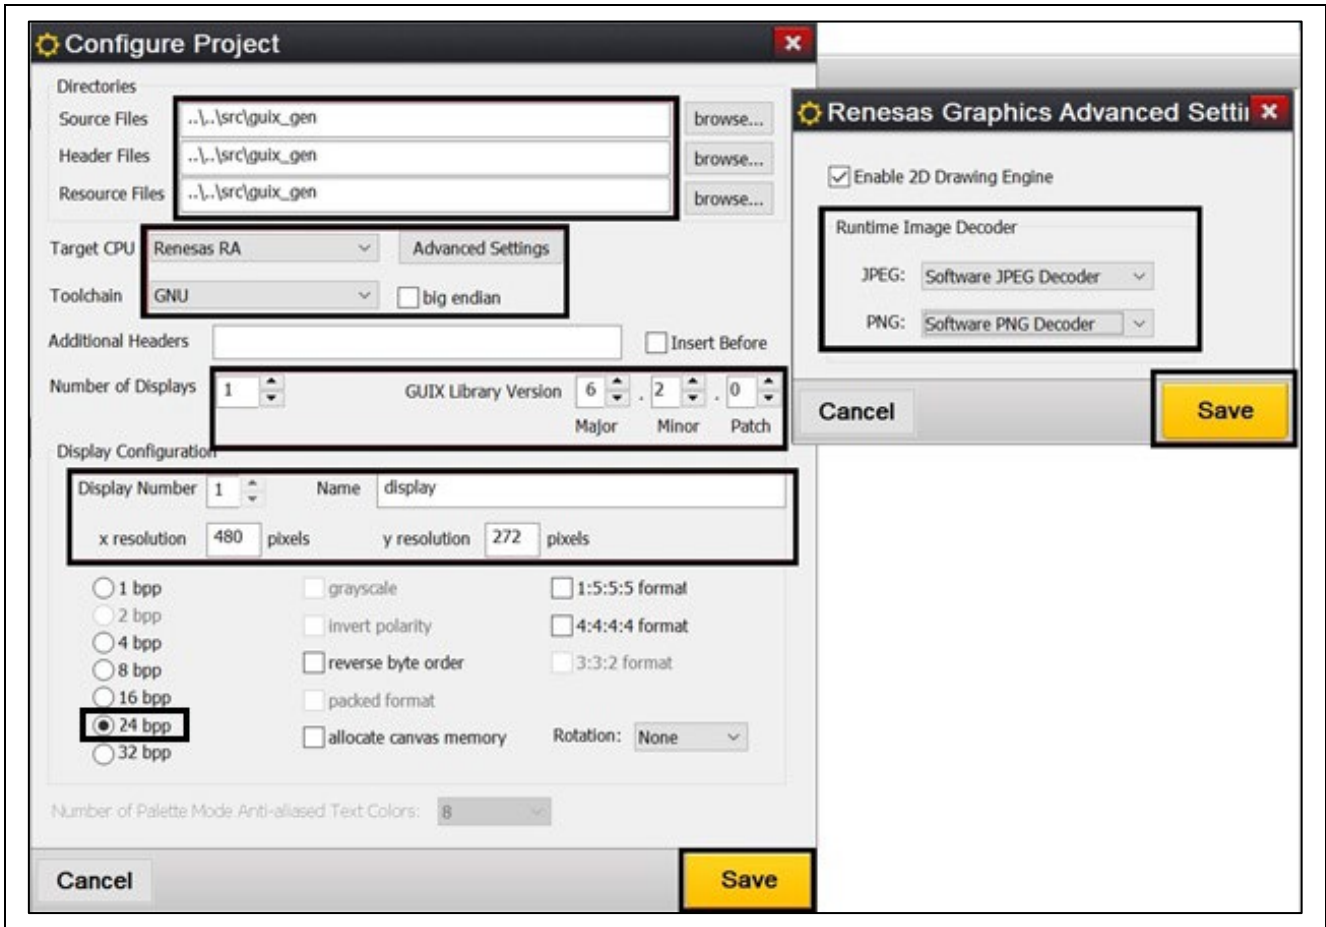 Configure Project
Directories
Source Files ..\..\src\guix_gen browse...
Header Files ..\..\src\guix_gen browse...
Resource Files ..\..\src\guix_gen browse...
Target CPU Renesas RA Advanced Settings
Toolchain GNU big endian
Additional Headers Insert Before
Number of Displays 1 GUIX Library Version 6 . 2 . 0
Major Minor Patch
Display Configuration
Display Number 1 Name display
x resolution 480 pixels y resolution 272 pixels
1 bpp grayscale 1:5:5:5 format
2 bpp invert polarity 4:4:4:4 format
4 bpp
8 bpp reverse byte order 3:3:2 format
16 bpp packed format
24 bpp allocate canvas memory Rotation: None
32 bpp
Number of Palette Mode Anti-aliased Text Colors: 8
Cancel Save
Renesas Graphics Advanced Setti
Enable 2D Drawing Engine
Runtime Image Decoder
JPEG: Software JPEG Decoder
PNG: Software PNG Decoder
Cancel Save